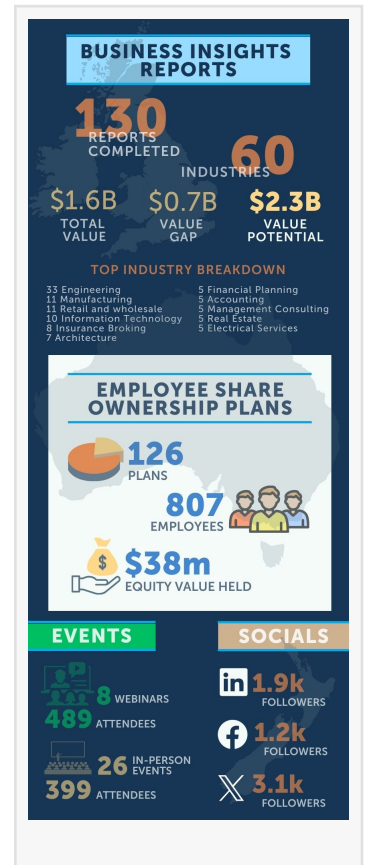 BUSINESS INSIGHTS
REPORTS
130
REPORTS
COMPLETED
60
INDUSTRIES
$1.6B
TOTAL
VALUE
$0.7B
VALUE
GAP
$2.3B
VALUE
POTENTIAL
TOP INDUSTRY BREAKDOWN
33 Engineering
11 Manufacturing
11 Retail and wholesale
10 Information Technology
8 Insurance Broking
7 Architecture
5 Financial Planning
5 Accounting
5 Management Consulting
5 Real Estate
5 Electrical Services
EMPLOYEE SHARE
OWNERSHIP PLANS
126
PLANS
807
EMPLOYEES
$
$38m
EQUITY VALUE HELD
EVENTS
8 WEBINARS
489 ATTENDEES
26 IN-PERSON
EVENTS
399 ATTENDEES
SOCIALS
in 1.9k
FOLLOWERS
f 1.2k
FOLLOWERS
X 3.1k
FOLLOWERS